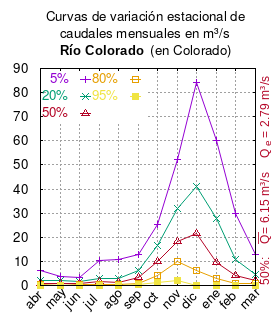 Curvas de variación estacional de
caudales mensuales en m³/s
Río Colorado (en Colorado)
90
80
70
60
50
40
30
20
10
0
5% 80%
20% 95%
50%
abr may jun jul ago sep oct nov dic ene feb mar
50%: Q=6.15 m³/s Qe = 2.79 m³/s